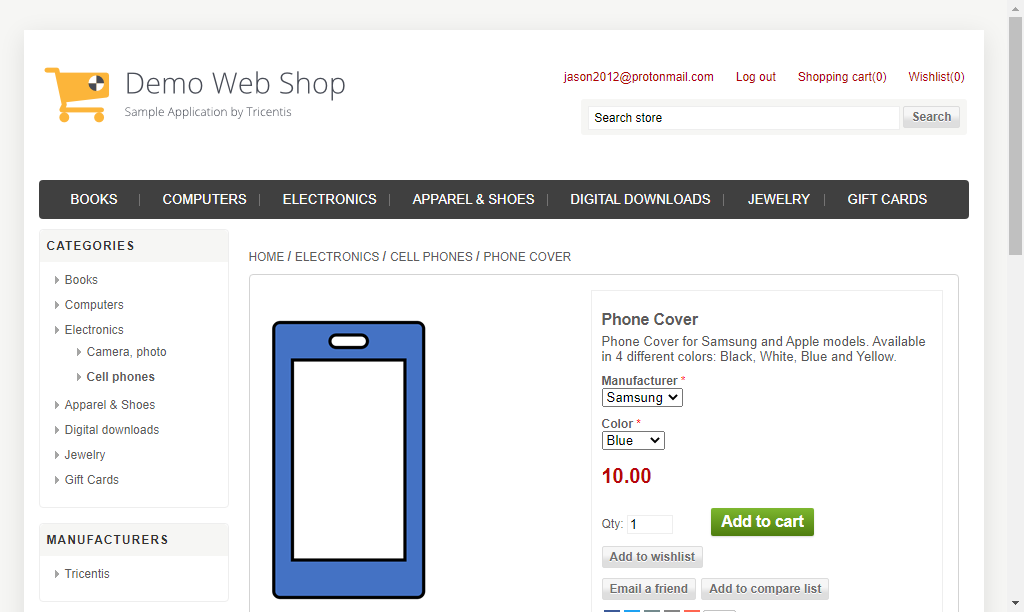 Demo Web Shop
Sample Application by Tricentis
jason2012@protonmail.com Log out Shopping cart(0) Wishlist(0)
Search store Search
BOOKS COMPUTERS ELECTRONICS APPAREL & SHOES DIGITAL DOWNLOADS JEWELRY GIFT CARDS
CATEGORIES
Books
Computers
Electronics
Camera, photo
Cell phones
Apparel & Shoes
Digital downloads
Jewelry
Gift Cards
MANUFACTURERS
Tricentis
HOME / ELECTRONICS / CELL PHONES / PHONE COVER
Phone Cover
Phone Cover for Samsung and Apple models. Available
in 4 different colors: Black, White, Blue and Yellow.
Manufacturer *
Samsung
Color *
Blue
10.00
Qty: 1 Add to cart
Add to wishlist
Email a friend Add to compare list